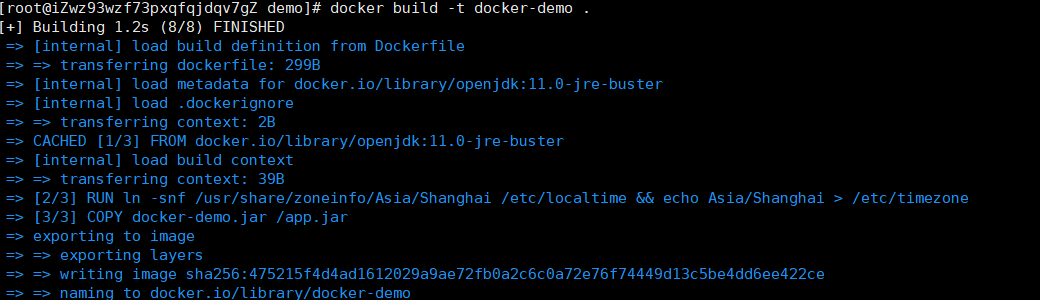 [root@iZwz93wzf73pxqfqjdqv7gZ demo]# docker build -t docker-demo .
[+] Building 1.2s (8/8) FINISHED
=> [internal] load build definition from Dockerfile
=> => transferring dockerfile: 299B
=> [internal] load metadata for docker.io/library/openjdk:11.0-jre-buster
=> [internal] load .dockerignore
=> => transferring context: 2B
=> CACHED [1/3] FROM docker.io/library/openjdk:11.0-jre-buster
=> [internal] load build context
=> => transferring context: 39B
=> [2/3] RUN ln -snf /usr/share/zoneinfo/Asia/Shanghai /etc/localtime && echo Asia/Shanghai > /etc/timezone
=> [3/3] COPY docker-demo.jar /app.jar
=> exporting to image
=> => exporting layers
=> => writing image sha256:475215f4d4ad1612029a9ae72fb0a2c6c0a72e76f74449d13c5be4dd6ee422ce
=> => naming to docker.io/library/docker-demo